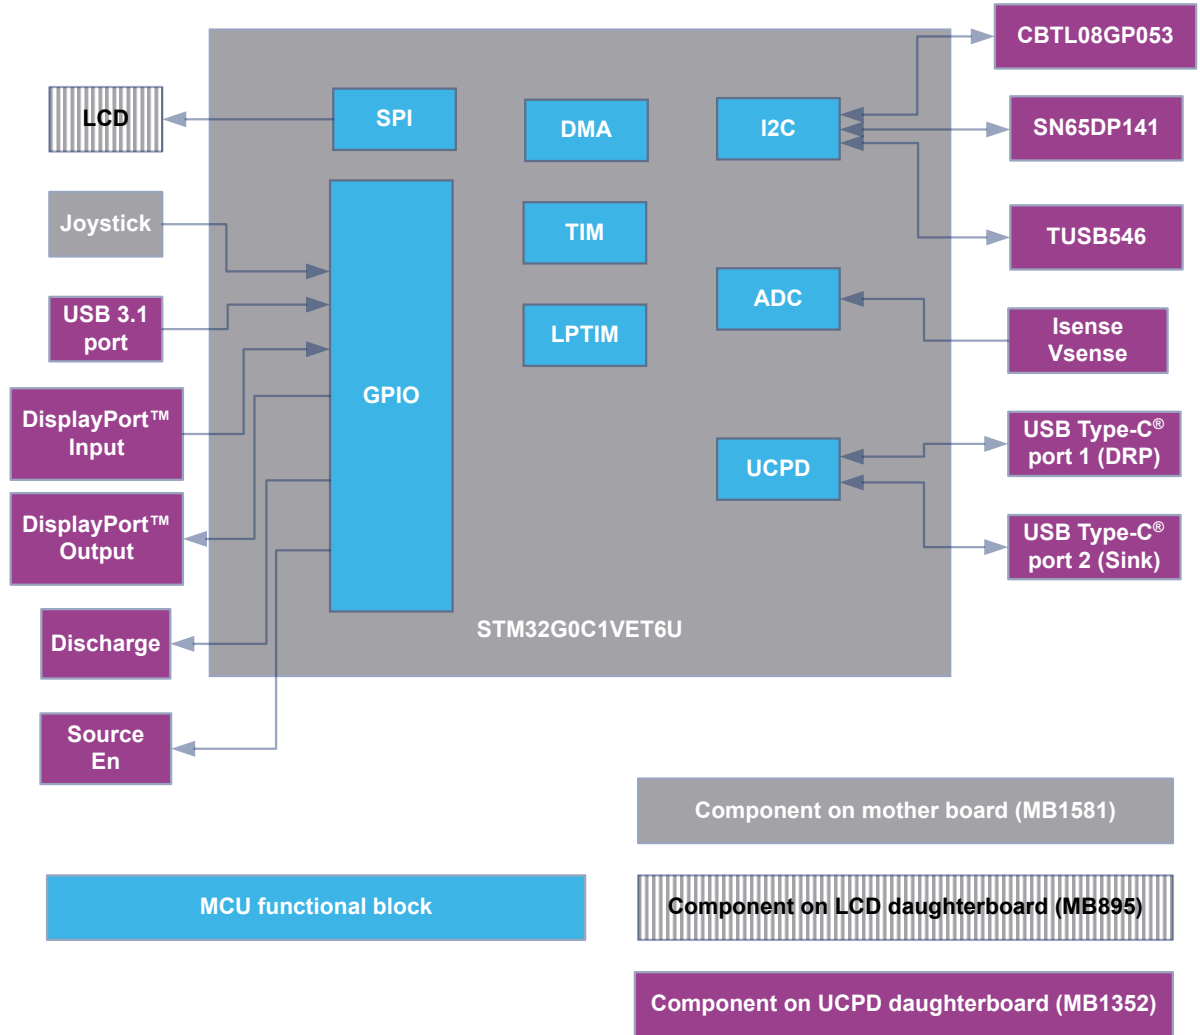 CBTL08GP053
LCD
SPI
DMA
I2C
SN65DP141
Joystick
TIM
TUSB546
USB 3.1
port
LPTIM
ADC
Isense
Vsense
GPIO
DisplayPort™
Input
USB Type-C®
port 1 (DRP)
UCPD
DisplayPort™
Output
USB Type-C®
port 2 (Sink)
Discharge
STM32G0C1VET6U
Source
En
Component on mother board (MB1581)
MCU functional block
Component on LCD daughterboard (MB895)
Component on UCPD daughterboard (MB1352)